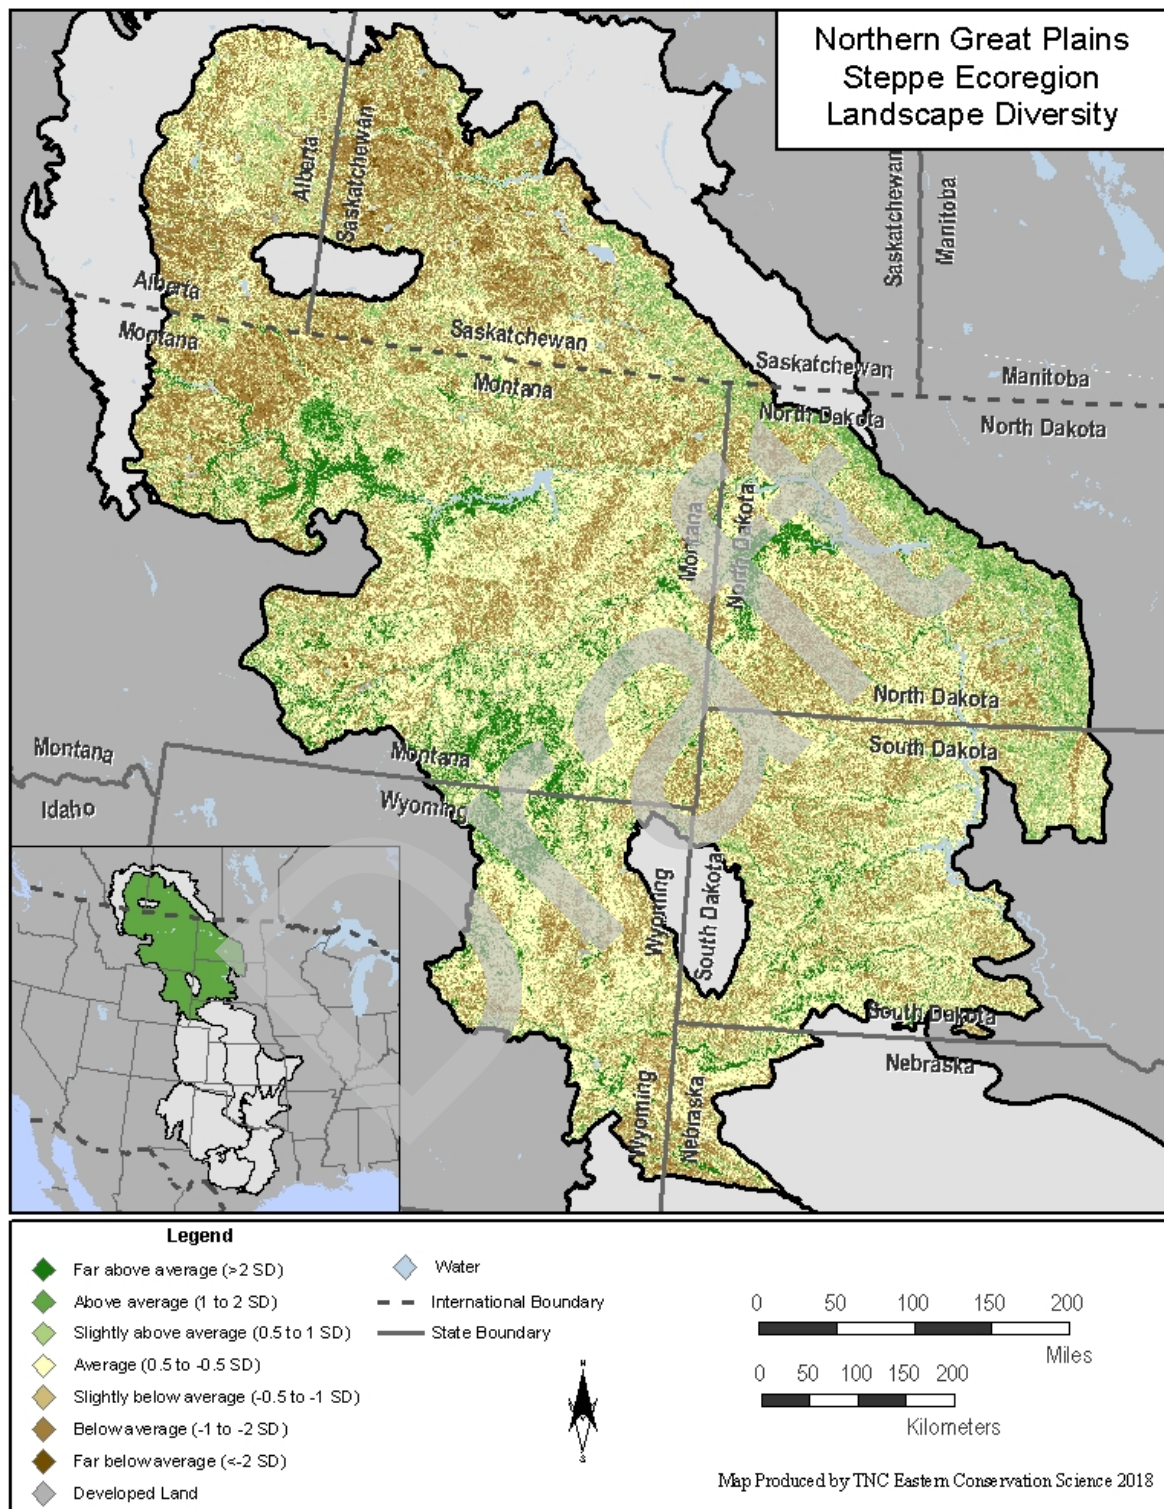 Northern Great Plains
Steppe Ecoregion
Landscape Diversity
Alberta
Saskatchewan
Saskatchewan
Manitoba
Alberta
Montana
Saskatchewan
Montana
Saskatchewan
North Dakota
Manitoba
North Dakota
Montana
North Dakota
North Dakota
South Dakota
Montana
Idaho
Montana
Wyoming
Wyoming
South Dakota
South Dakota
Nebraska
Wyoming
Nebraska
Draft
Legend
Far above average (>2 SD)
Above average (1 to 2 SD)
Slightly above average (0.5 to 1 SD)
Average (0.5 to -0.5 SD)
Slightly below average (-0.5 to -1 SD)
Below average (-1 to -2 SD)
Far below average (<-2 SD)
Developed Land
Water
International Boundary
State Boundary
N
S
0 50 100 150 200
Miles
0 50 100 150 200
Kilometers
Map Produced by TNC Eastern Conservation Science 2018